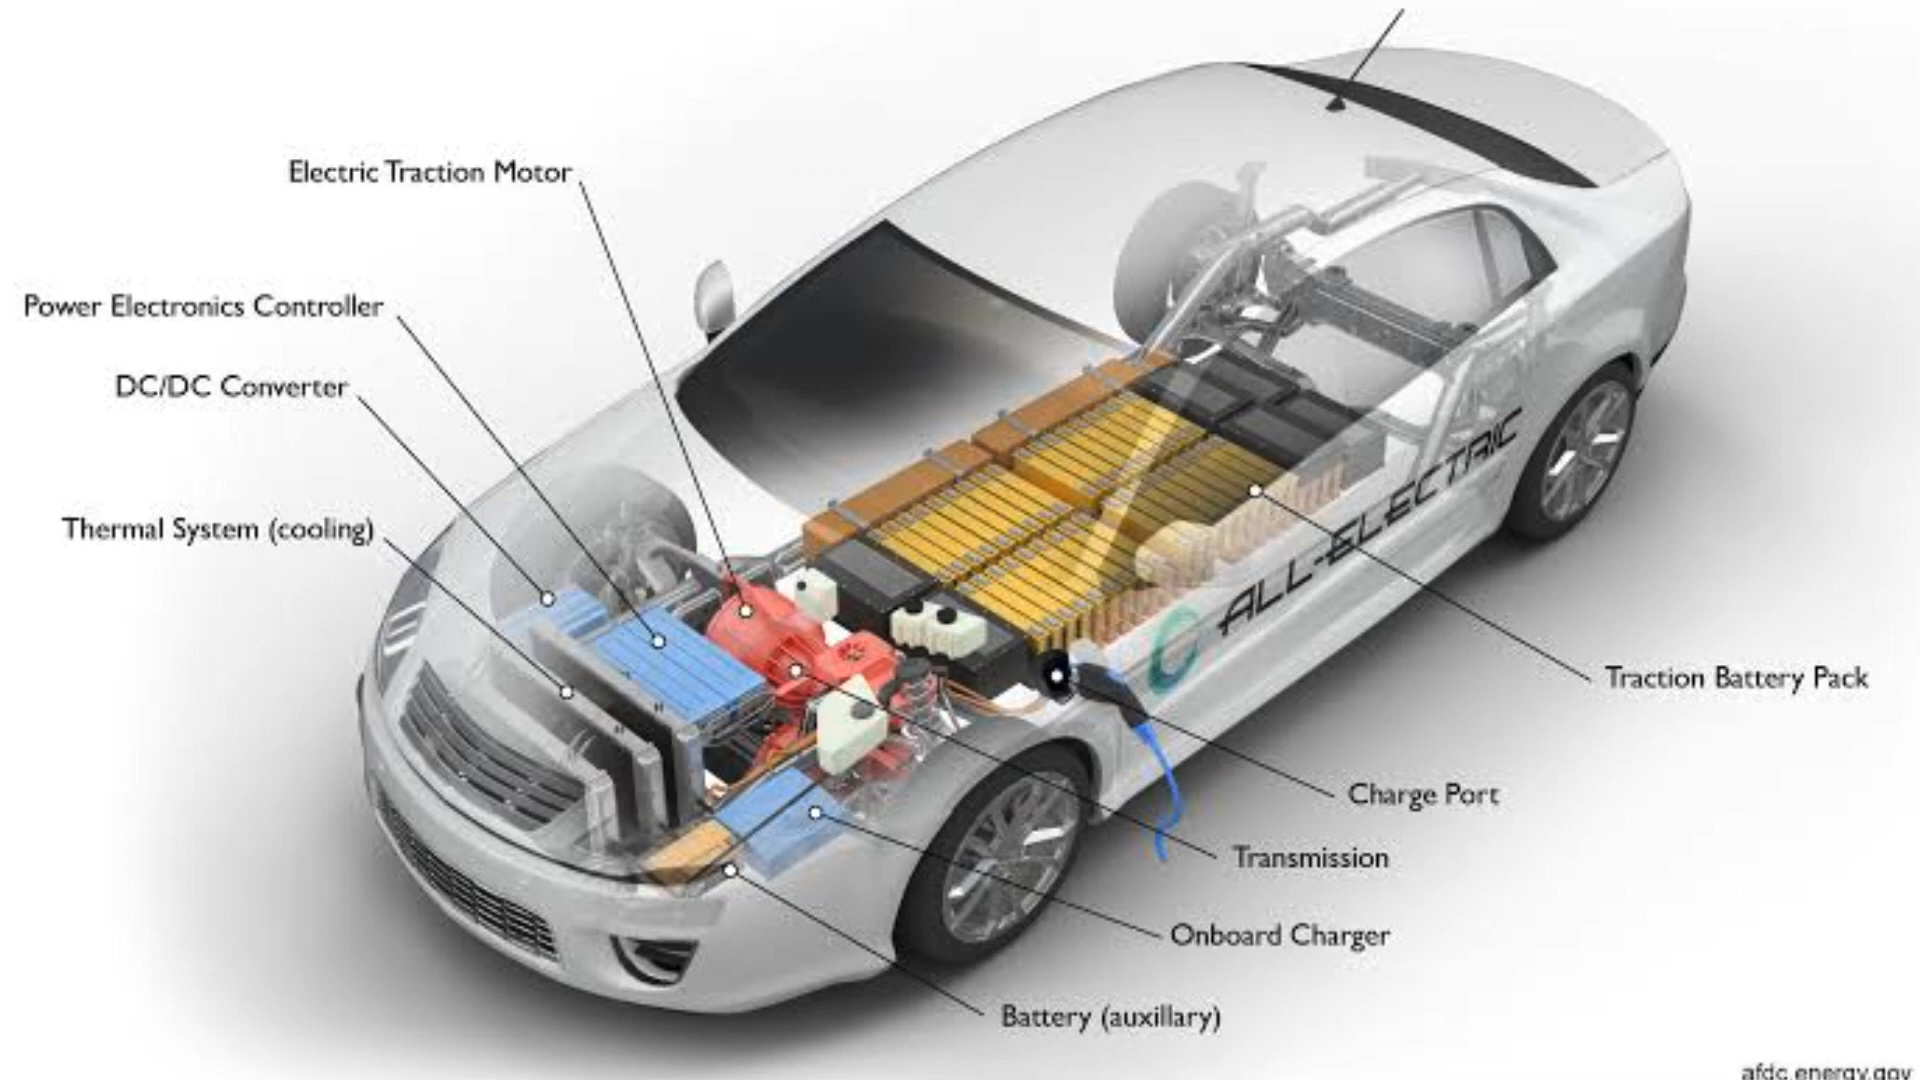 Electric Traction Motor
Power Electronics Controller
DC/DC Converter
Thermal System (cooling)
ALL-ELECTRIC
Traction Battery Pack
Charge Port
Transmission
Onboard Charger
Battery (auxillary)
afdc.energy.gov